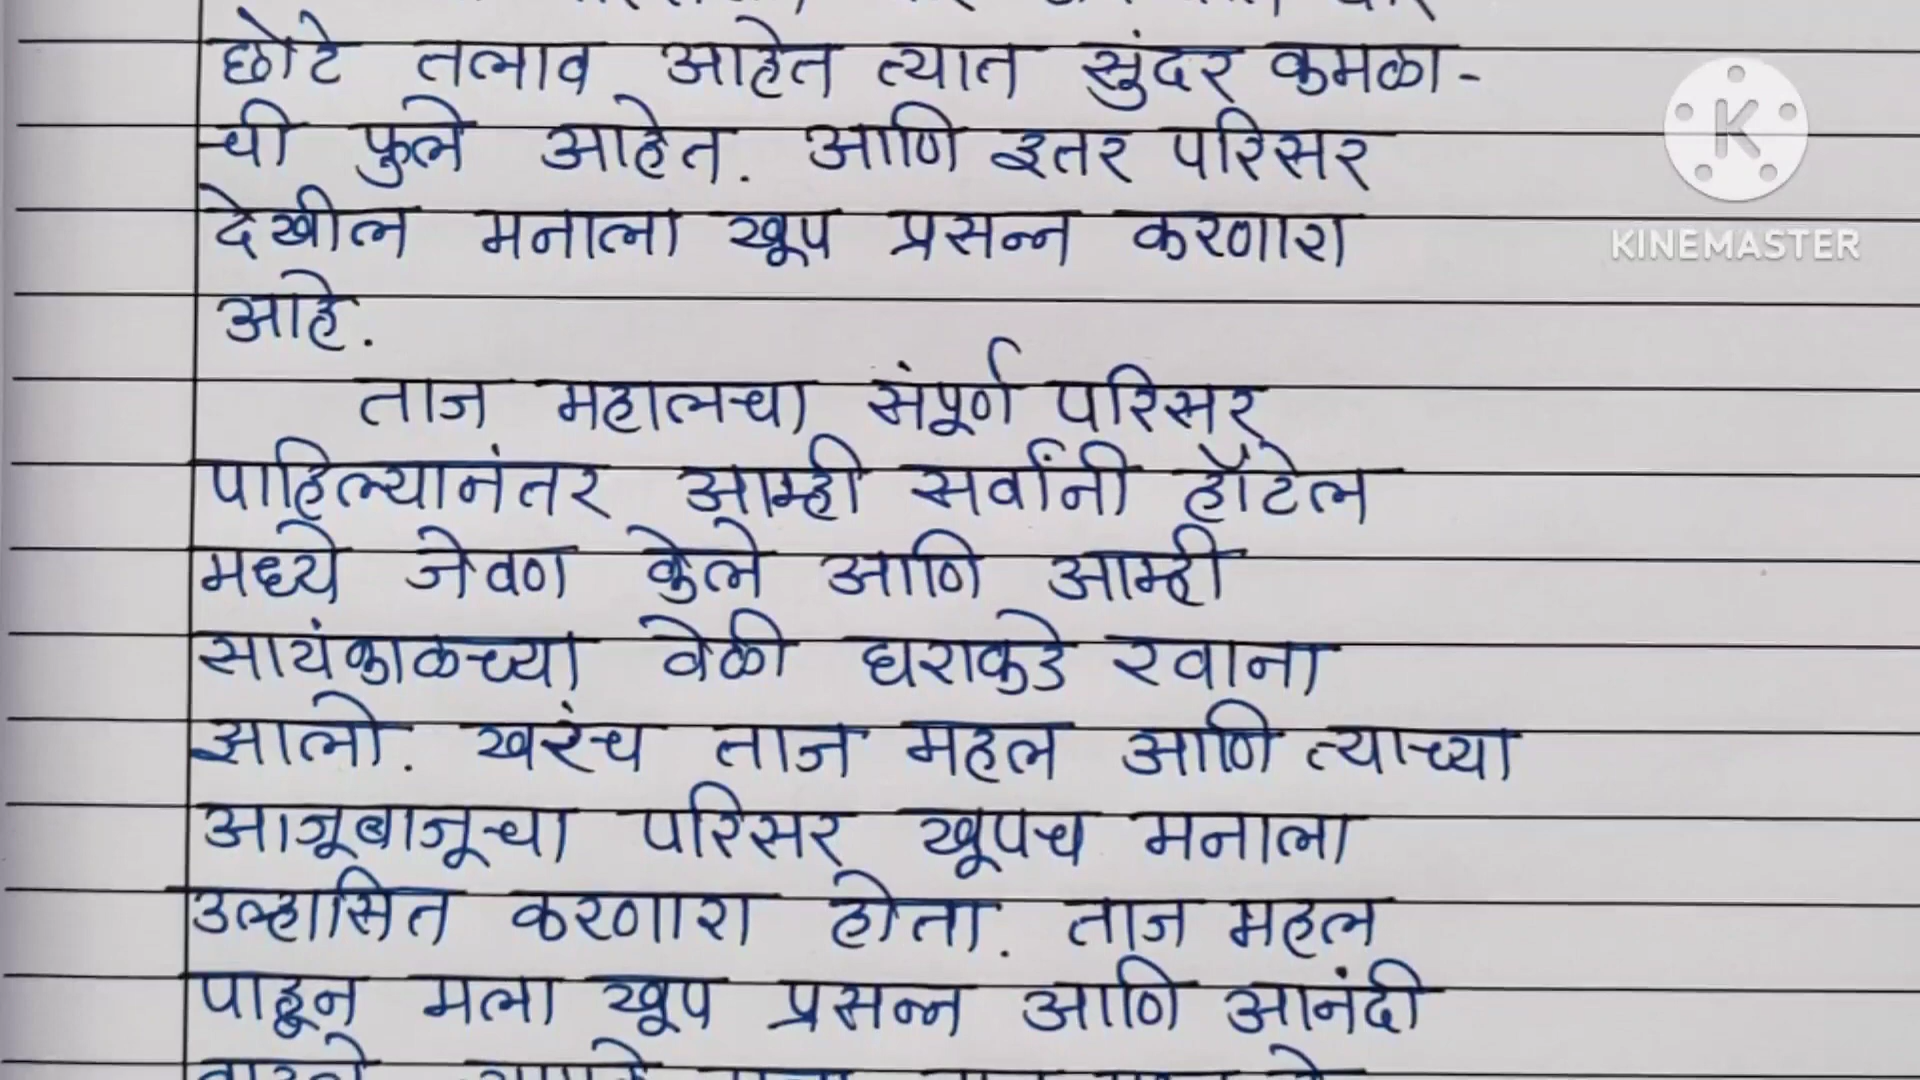 छोटे तलाव आहेत त्यात सुंदर कमळा-
ची फुले आहेत. आणि इतर परिसर
देखील मनाला खूप प्रसन्न करणारा
आहे.
ताज महालचा संपूर्ण परिसर
पाहिल्यानंतर आम्ही सर्वांनी हॉटेल
मध्ये जेवण केले आणि आम्ही
सायंकाळच्या वेळी घराकडे रवाना
झालो. खरंच ताज महल आणि त्याच्या
आजूबाजूचा परिसर खूपच मनाला
उल्हासित करणारा होता. ताज महल
पाहून मला खूप प्रसन्न आणि आनंदी
K
KINEMASTER